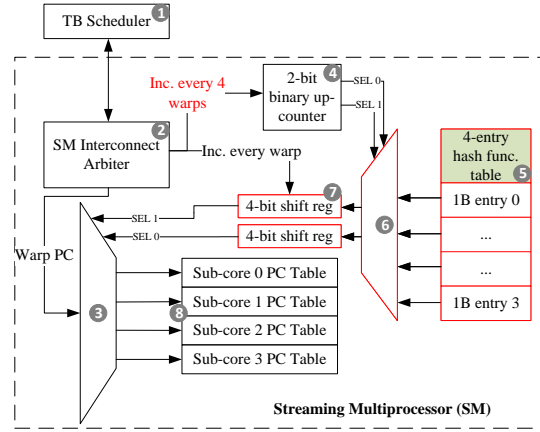 TB Scheduler
1
Inc. every 4
warps
2-bit
binary up-
counter
4
SEL 0
SEL 1
SM Interconnect
Arbiter
2
Inc. every warp
4-entry
hash func.
table
5
1B entry 0
...
...
1B entry 3
7
4-bit shift reg
4-bit shift reg
6
SEL 1
SEL 0
Warp PC
3
8
Sub-core 0 PC Table
Sub-core 1 PC Table
Sub-core 2 PC Table
Sub-core 3 PC Table
Streaming Multiprocessor (SM)